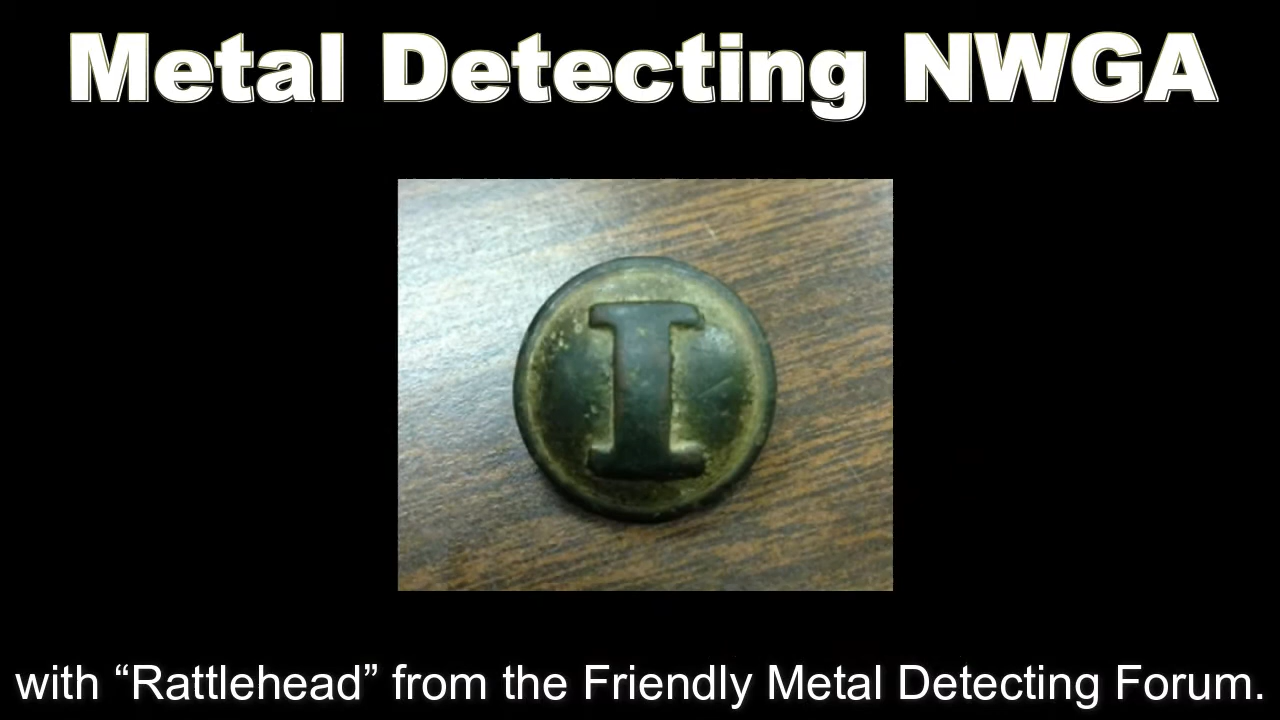 Metal Detecting NWGA
I
with “Rattlehead” from the Friendly Metal Detecting Forum.